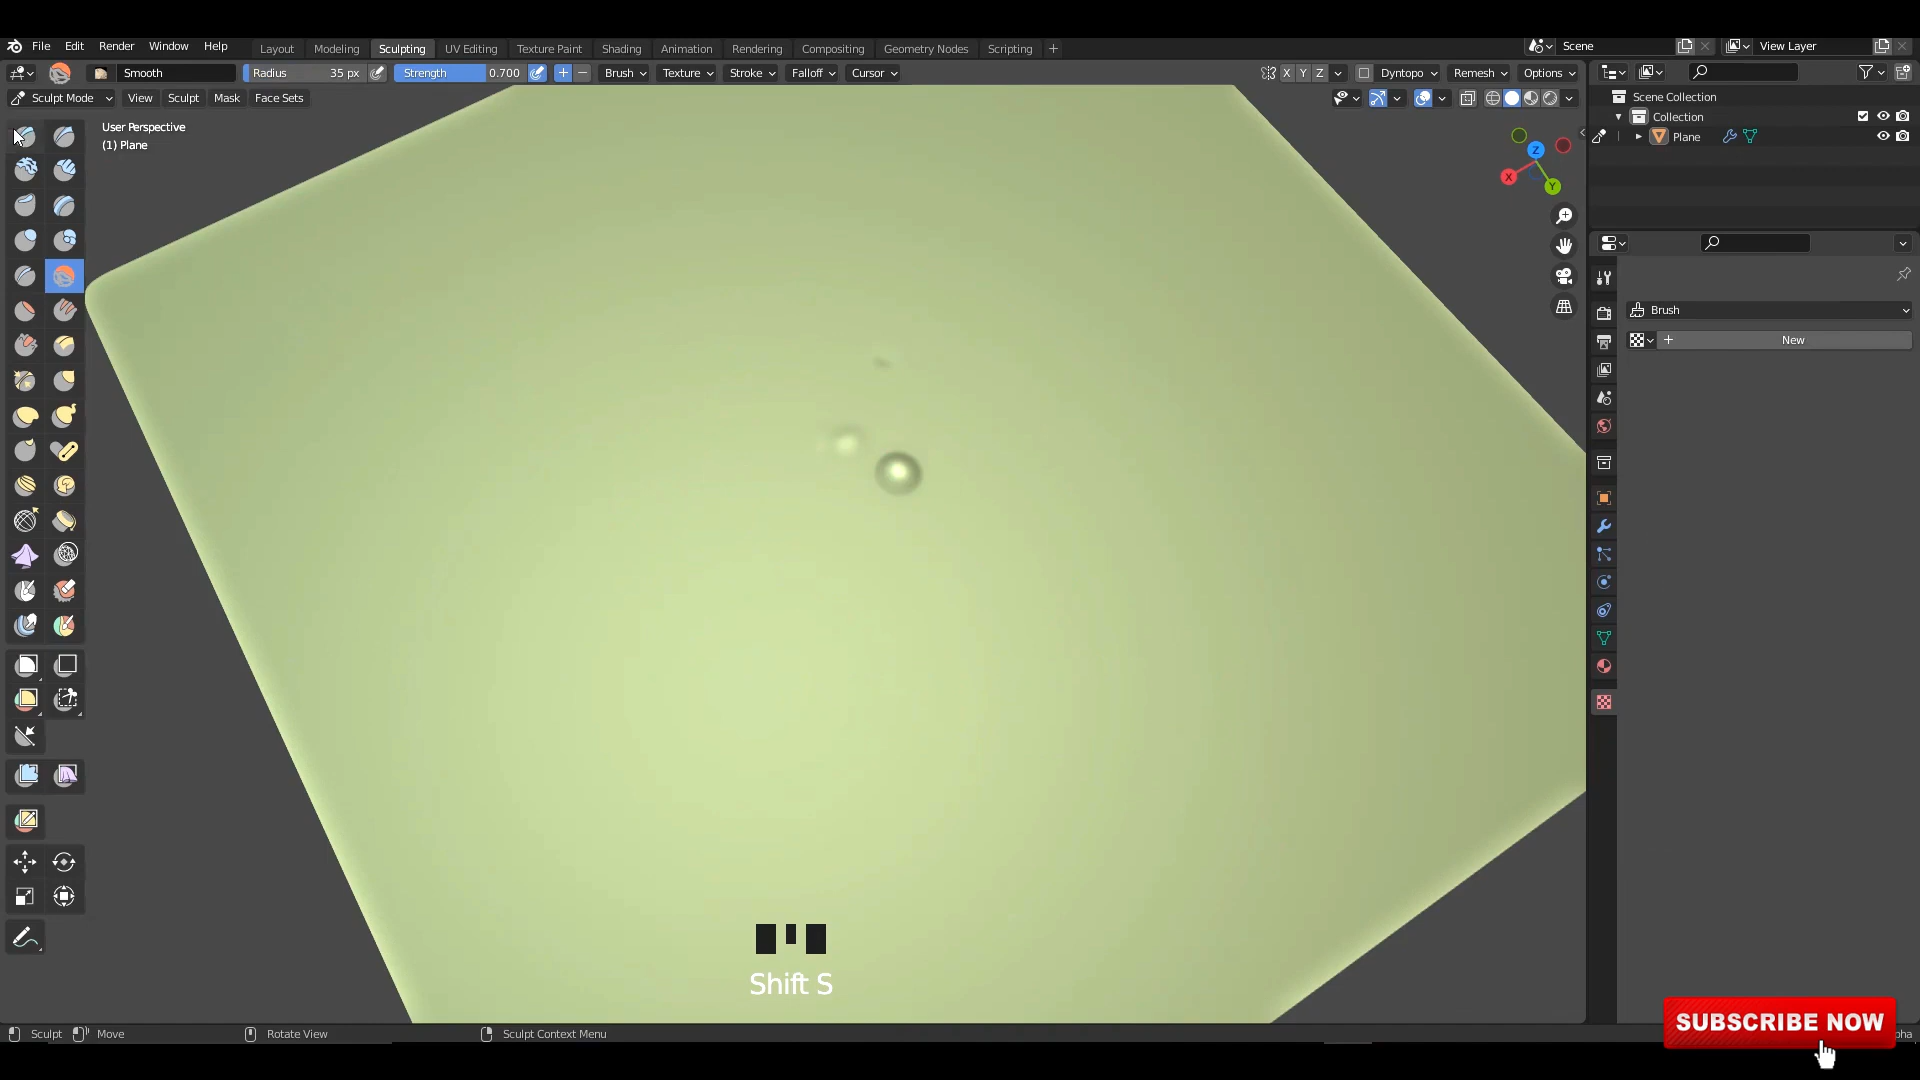 File Edit Render Window Help Layout Modeling Sculpting UV Editing Texture Paint Shading Animation Rendering Compositing Geometry Nodes Scripting + Scene View Layer
Smooth Radius 35 px Strength 0.700 Brush Texture Stroke Falloff Cursor X Y Z Dyntopo Remesh Options
Sculpt Mode View Sculpt Mask Face Sets
Scene Collection
Collection
Plane
User Perspective
(1) Plane
Z
X
Y
Brush
New
Shift S
SUBSCRIBE NOW
Sculpt Move Rotate View Sculpt Context Menu